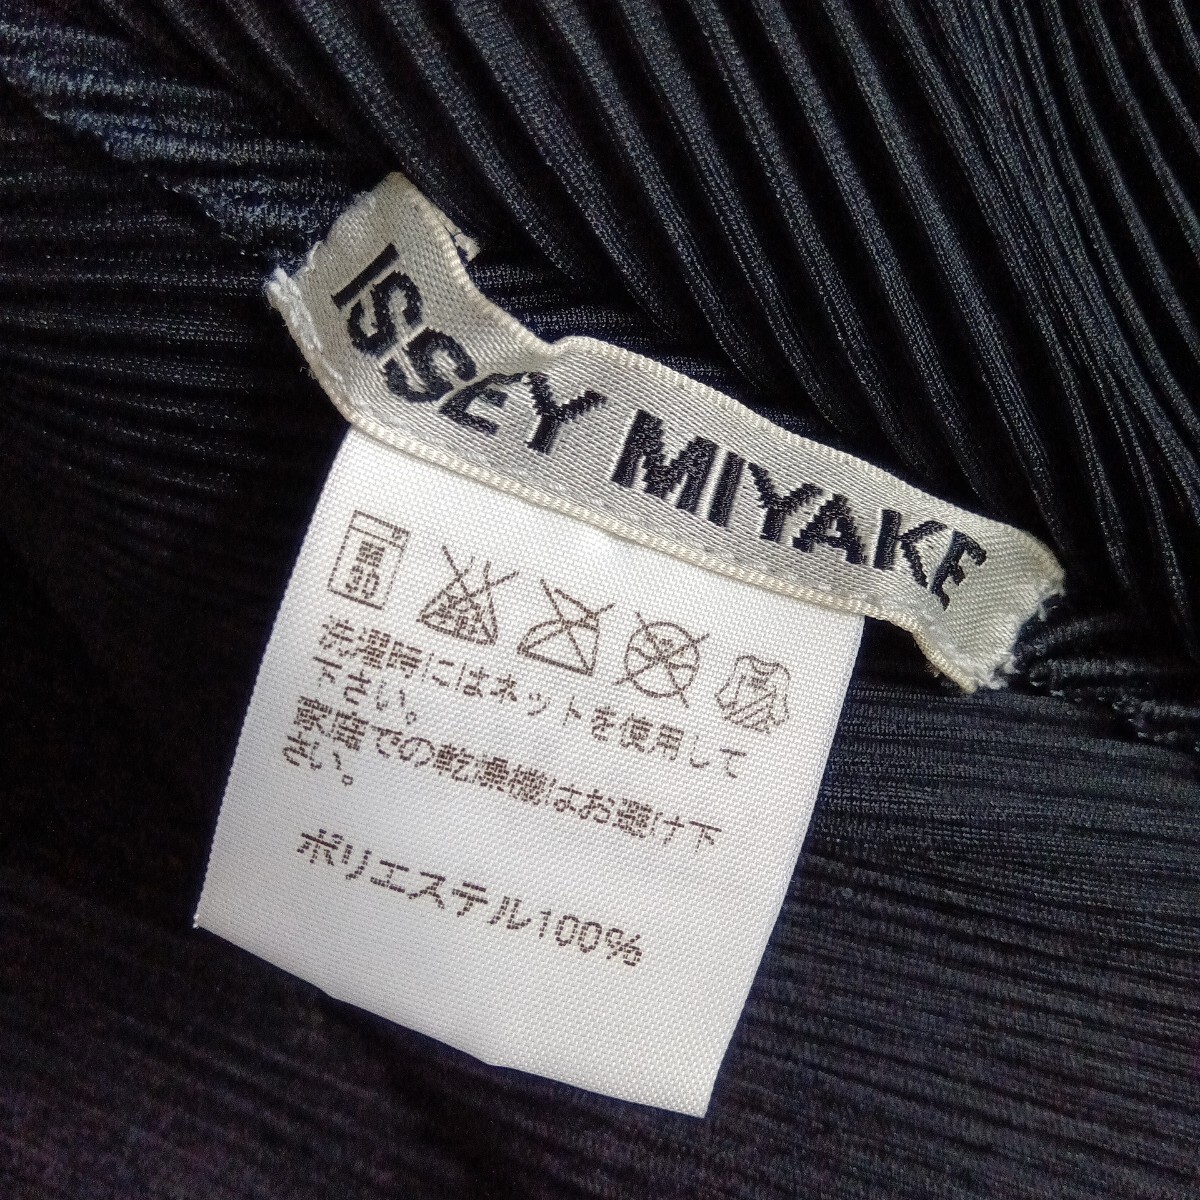 ISSEY MIYAKE
弱
40
洗濯時にはネットを使用して
下さい。
家庭での乾燥機はお避け下
さい。
ポリエステル100%